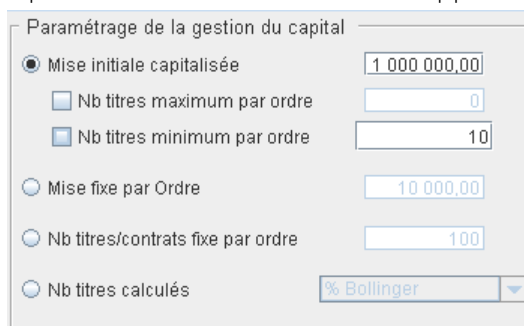 Paramétrage de la gestion du capital
Mise initiale capitalisée 1 000 000,00
Nb titres maximum par ordre 0
Nb titres minimum par ordre 10
Mise fixe par Ordre 10 000,00
Nb titres/contrats fixe par ordre 100
Nb titres calculés % Bollinger